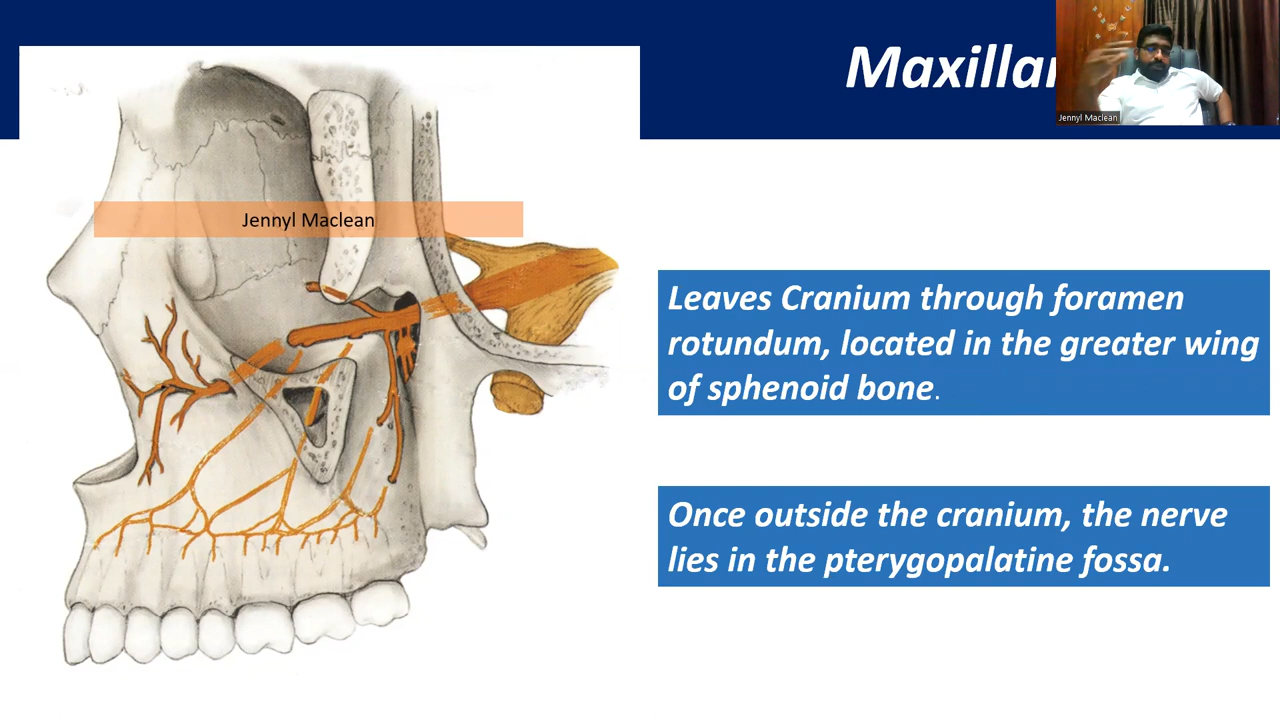 Maxillar
Jennyl Maclean
Jennyl Maclean
Leaves Cranium through foramen
rotundum, located in the greater wing
of sphenoid bone.
Once outside the cranium, the nerve
lies in the pterygopalatine fossa.